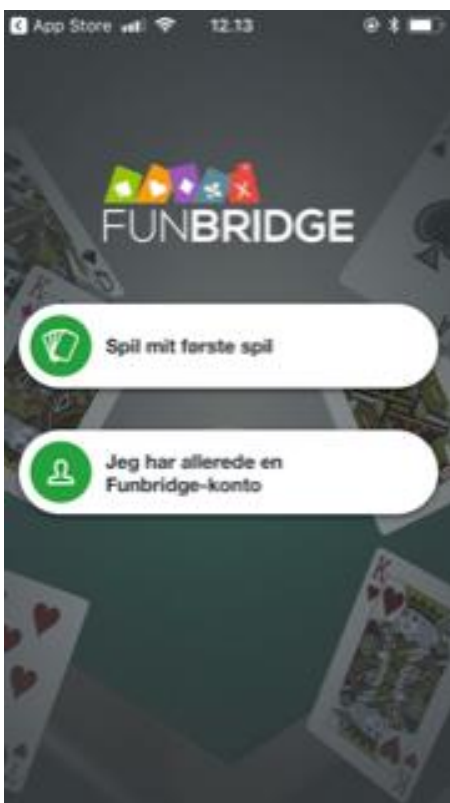 App Store 12.13
FUNBRIDGE
Spil mit første spil
Jeg har allerede en
Funbridge-konto
K
K